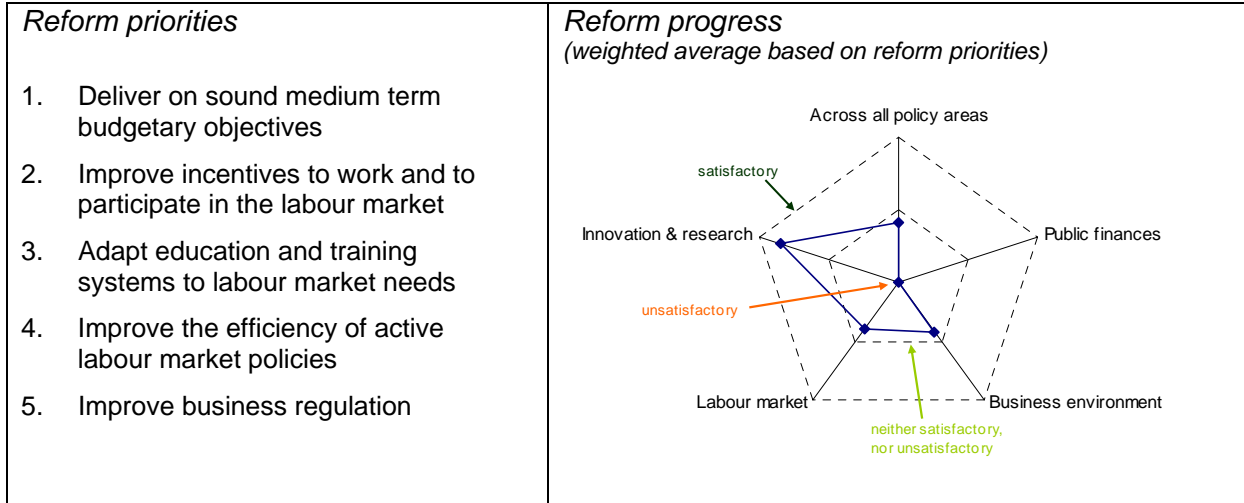 Reform priorities
1. Deliver on sound medium term
budgetary objectives
2. Improve incentives to work and to
participate in the labour market
3. Adapt education and training
systems to labour market needs
4. Improve the efficiency of active
labour market policies
5. Improve business regulation
Reform progress
(weighted average based on reform priorities)
Across all policy areas
satisfactory
Innovation & research
Public finances
unsatisfactory
Labour market
Business environment
neither satisfactory,
nor unsatisfactory